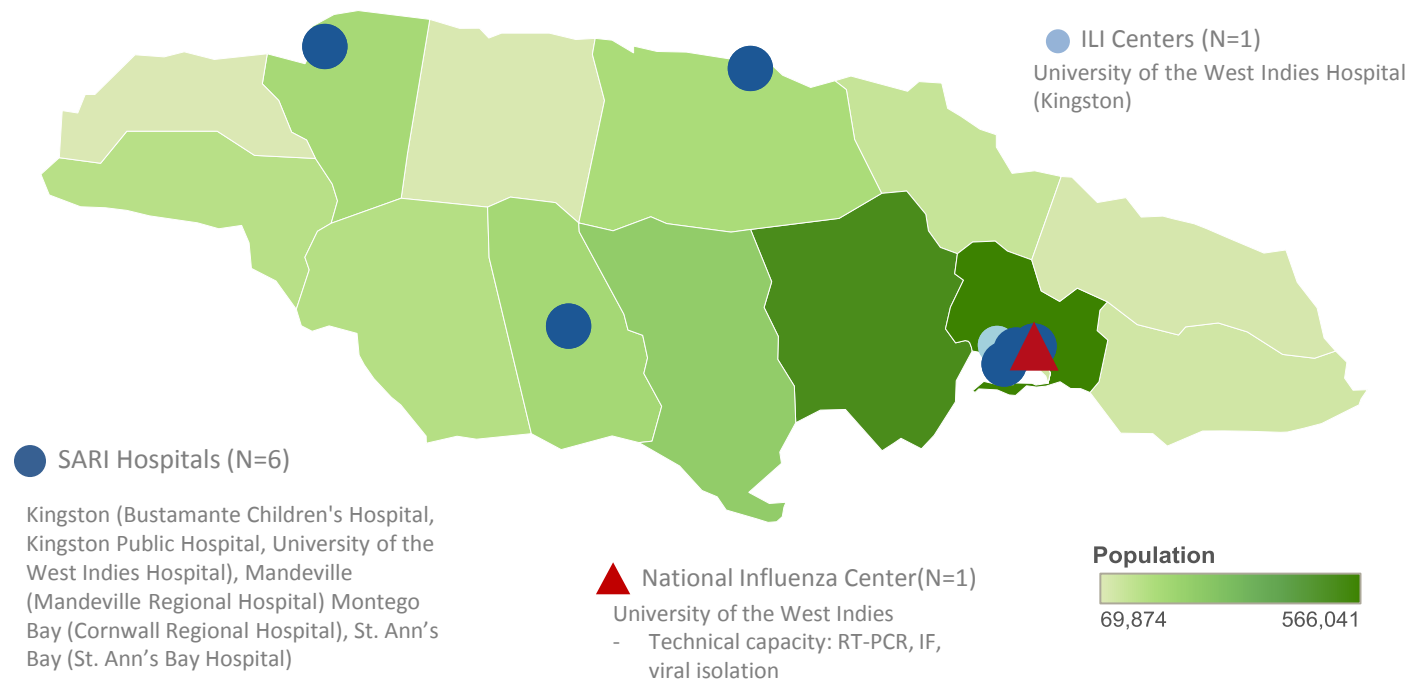 ILI Centers (N=1)
University of the West Indies Hospital
(Kingston)
SARI Hospitals (N=6)
Kingston (Bustamante Children's Hospital,
Kingston Public Hospital, University of the
West Indies Hospital), Mandeville
(Mandeville Regional Hospital) Montego
Bay (Cornwall Regional Hospital), St. Ann’s
Bay (St. Ann’s Bay Hospital)
National Influenza Center(N=1)
University of the West Indies
- Technical capacity: RT-PCR, IF,
viral isolation
Population
69,874 566,041